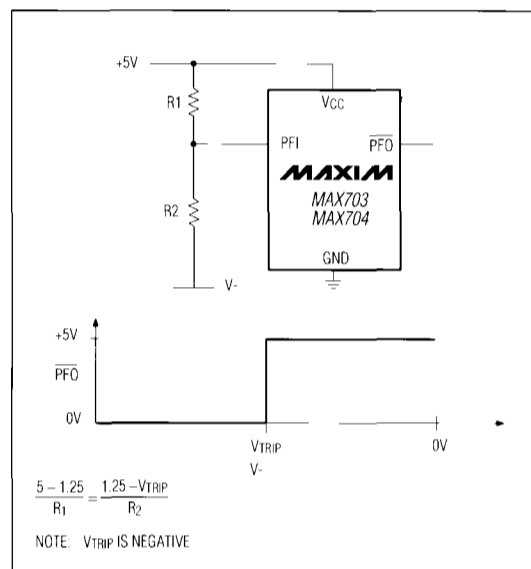 +5V
R1
VCC
PFI
PFO
MAXIM
R2
MAX703
MAX704
GND
V-
+5V
PFO
0V
VTRIP
0V
V-
5 – 1.25 / R1 = 1.25 – VTRIP / R2
NOTE: VTRIP IS NEGATIVE